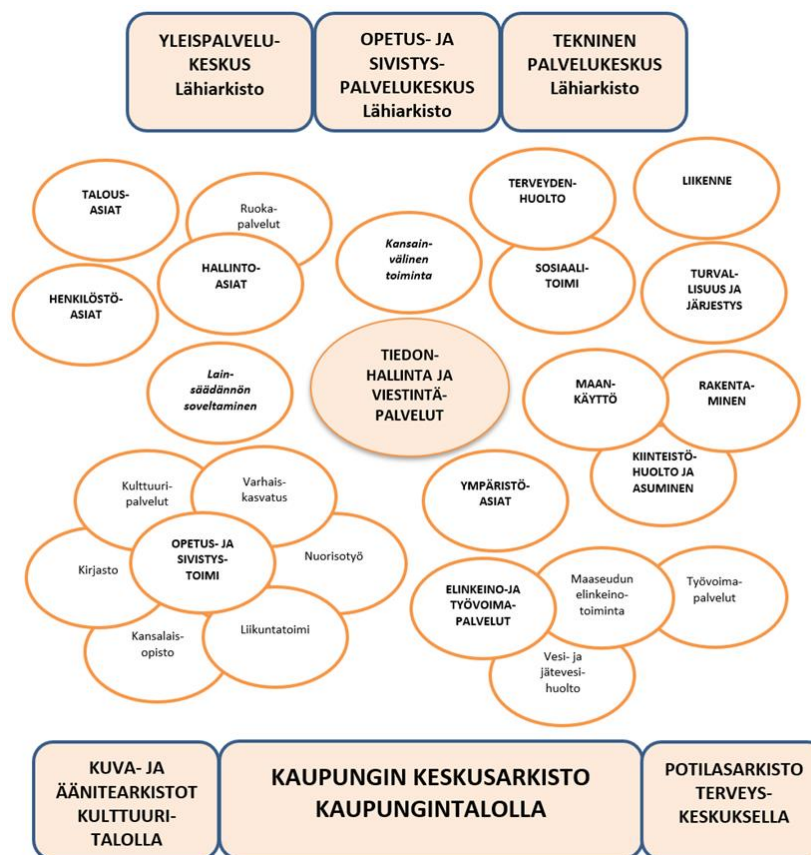 YLEISPALVELU-
KESKUS
Lähiarkisto
OPETUS- JA
SIVISTYS-
PALVELUKESKUS
Lähiarkisto
TEKNINEN
PALVELUKESKUS
Lähiarkisto
TALOUS-
ASIAT
Ruoka-
palvelut
HALLINTO-
ASIAT
HENKILÖSTÖ-
ASIAT
Kansain-
välinen
toiminta
TERVEYDEN-
HUOLTO
SOSIAALI-
TOIMI
LIIKENNE
TURVAL-
LISUUS JA
JÄRJESTYS
Lain-
säädännön
soveltaminen
TIEDON-
HALLINTA JA
VIESTINTÄ-
PALVELUT
MAAN-
KÄYTTÖ
RAKENTA-
MINEN
KIINTEISTÖ-
HUOLTO JA
ASUMINEN
YMPÄRISTÖ-
ASIAT
Kulttuuri-
palvelut
Varhais-
kasvatus
OPETUS- JA
SIVISTYS-
TOIMI
Nuorisotyö
Kirjasto
Kansalais-
opisto
Liikuntatoimi
ELINKEINO-JA
TYÖVOIMA-
PALVELUT
Maaseudun
elinkeino-
toiminta
Työvoima-
palvelut
Vesi- ja
jätevesi-
huolto
KUVA- JA
ÄÄNITEARKISTOT
KULTTUURI-
TALOLLA
KAUPUNGIN KESKUSARKISTO
KAUPUNGINTALOLLA
POTILASARKISTO
TERVEYS-
KESKUKSELLA